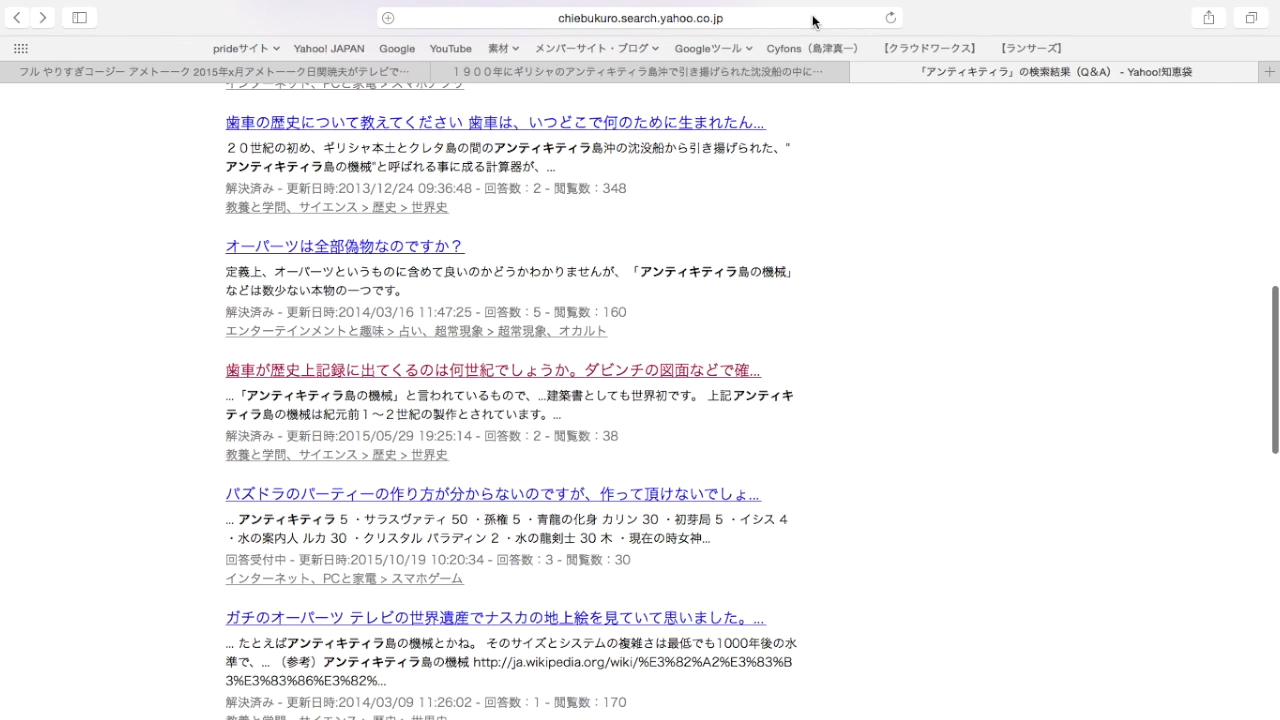 chiebukuro.search.yahoo.co.jp
prideサイト Yahoo! JAPAN Google YouTube 素材 メンバーサイト・ブログ Googleツール Cyfons（島津真一） 【クラウドワークス】 【ランサーズ】
フル やりすぎコージー アメトーーク 2015年x月アメトーーク日関暁夫がテレビで… １９００年にギリシャのアンティキティラ島沖で引き揚げられた沈没船の中に… 「アンティキティラ」の検索結果（Q&A） - Yahoo!知恵袋
インターネット、PCと家電 > スマホアプリ
歯車の歴史について教えてください 歯車は、いつどこで何のために生まれたん...
２０世紀の初め、ギリシャ本土とクレタ島の間のアンティキティラ島沖の沈没船から引き揚げられた、"
アンティキティラ島の機械"と呼ばれる事に成る計算器が、...
解決済み - 更新日時:2013/12/24 09:36:48 - 回答数：2 - 閲覧数：348
教養と学問、サイエンス > 歴史 > 世界史
オーパーツは全部偽物なのですか？
定義上、オーパーツというものに含めて良いのかどうかわかりませんが、「アンティキティラ島の機械」
などは数少ない本物の一つです。
解決済み - 更新日時:2014/03/16 11:47:25 - 回答数：5 - 閲覧数：160
エンターテインメントと趣味 > 占い、超常現象 > 超常現象、オカルト
歯車が歴史上記録に出てくるのは何世紀でしょうか。ダビンチの図面などで確...
...「アンティキティラ島の機械」と言われているもので、...建築書としても世界初です。 上記アンティキ
ティラ島の機械は紀元前１～２世紀の製作とされています。...
解決済み - 更新日時:2015/05/29 19:25:14 - 回答数：2 - 閲覧数：38
教養と学問、サイエンス > 歴史 > 世界史
パズドラのパーティーの作り方が分からないのですが、作って頂けないでしょ...
... アンティキティラ 5 ・サラスヴァティ 50 ・孫権 5 ・青龍の化身 カリン 30 ・初芽局 5 ・イシス 4
・水の案内人 ルカ 30 ・クリスタル パラディン 2 ・水の龍剣士 30 木 ・現在の時女神...
回答受付中 - 更新日時:2015/10/19 10:20:34 - 回答数：3 - 閲覧数：30
インターネット、PCと家電 > スマホゲーム
ガチのオーパーツ テレビの世界遺産でナスカの地上絵を見ていて思いました。...
... たとえばアンティキティラ島の機械とかね。 そのサイズとシステムの複雑さは最低でも1000年後の水
準で、... （参考）アンティキティラ島の機械 http://ja.wikipedia.org/wiki/%E3%82%A2%E3%83%B
3%E3%83%86%E3%82%...
解決済み - 更新日時:2014/03/09 11:26:02 - 回答数：1 - 閲覧数：170
教養と学問、サイエンス > 歴史 > 世界史